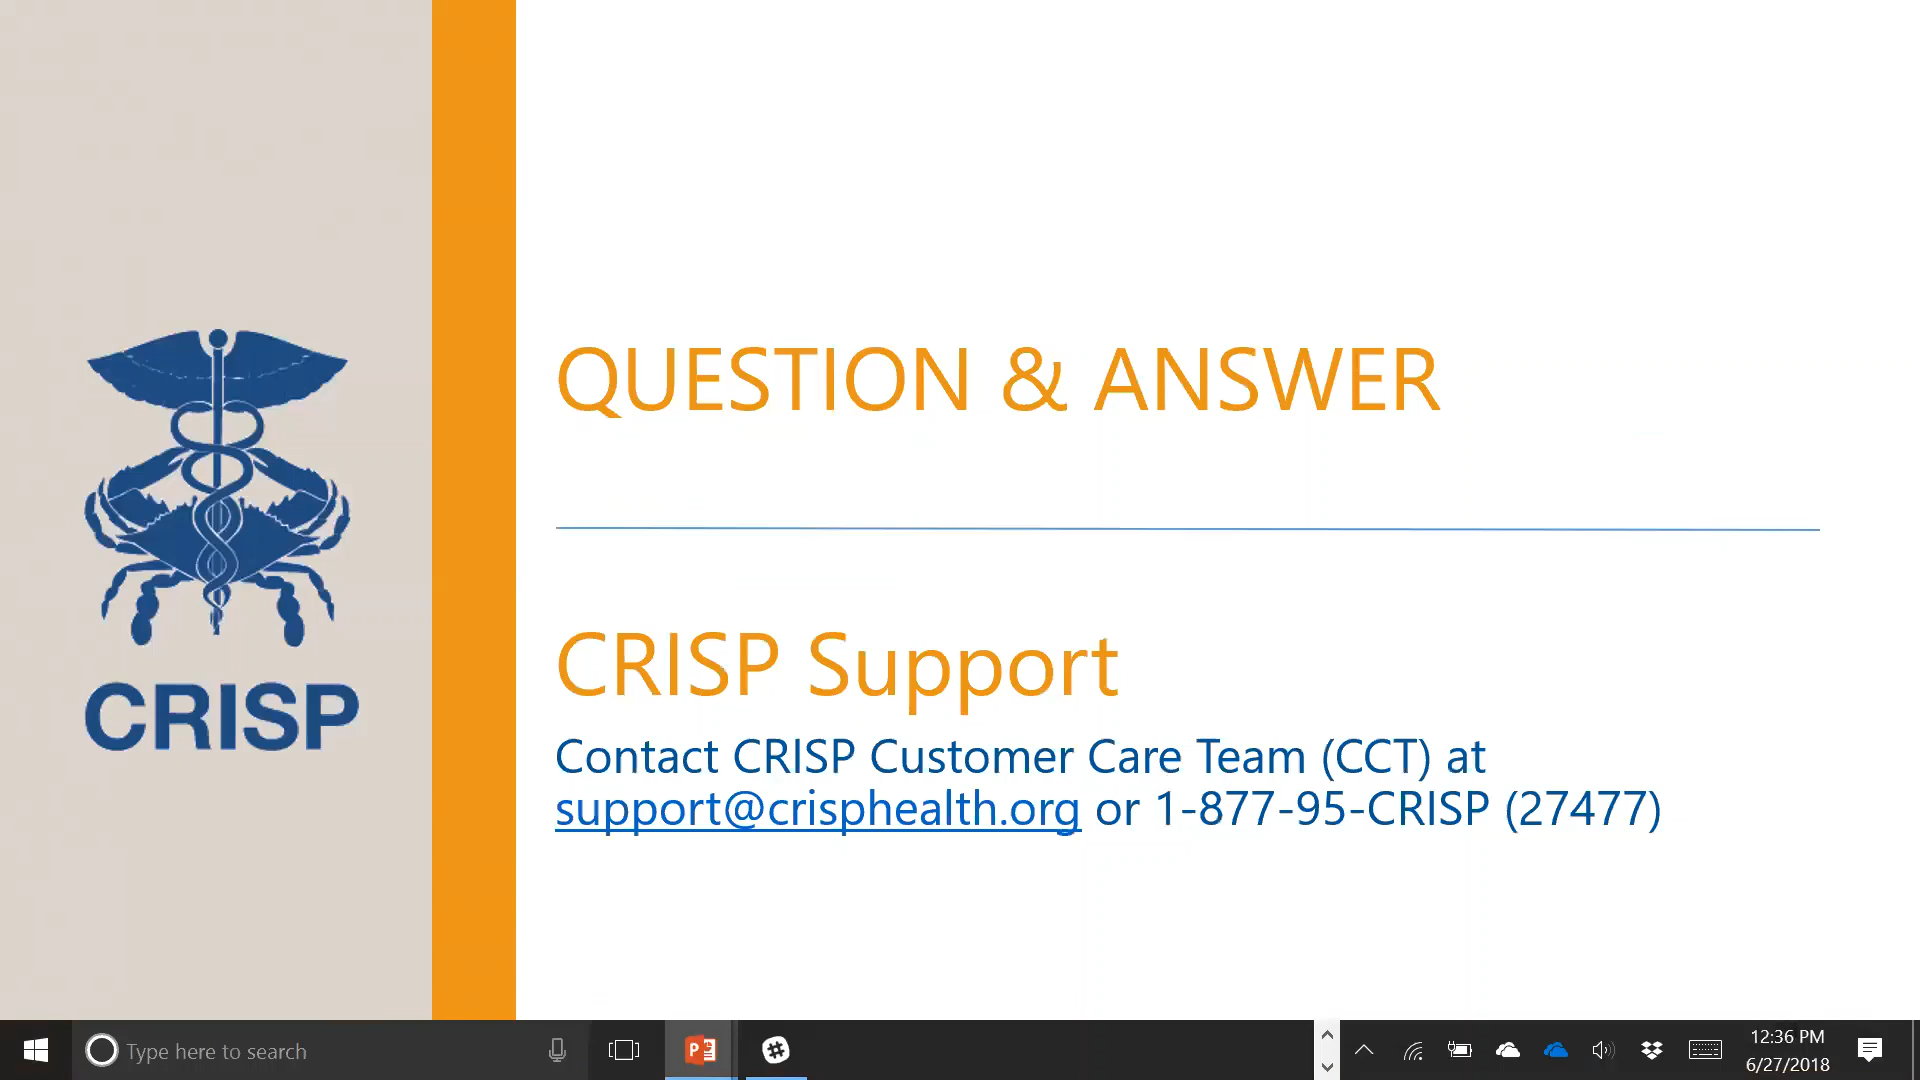 CRISP
QUESTION & ANSWER
CRISP Support
Contact CRISP Customer Care Team (CCT) at
support@crisphealth.org or 1-877-95-CRISP (27477)
Type here to search
12:36 PM
6/27/2018